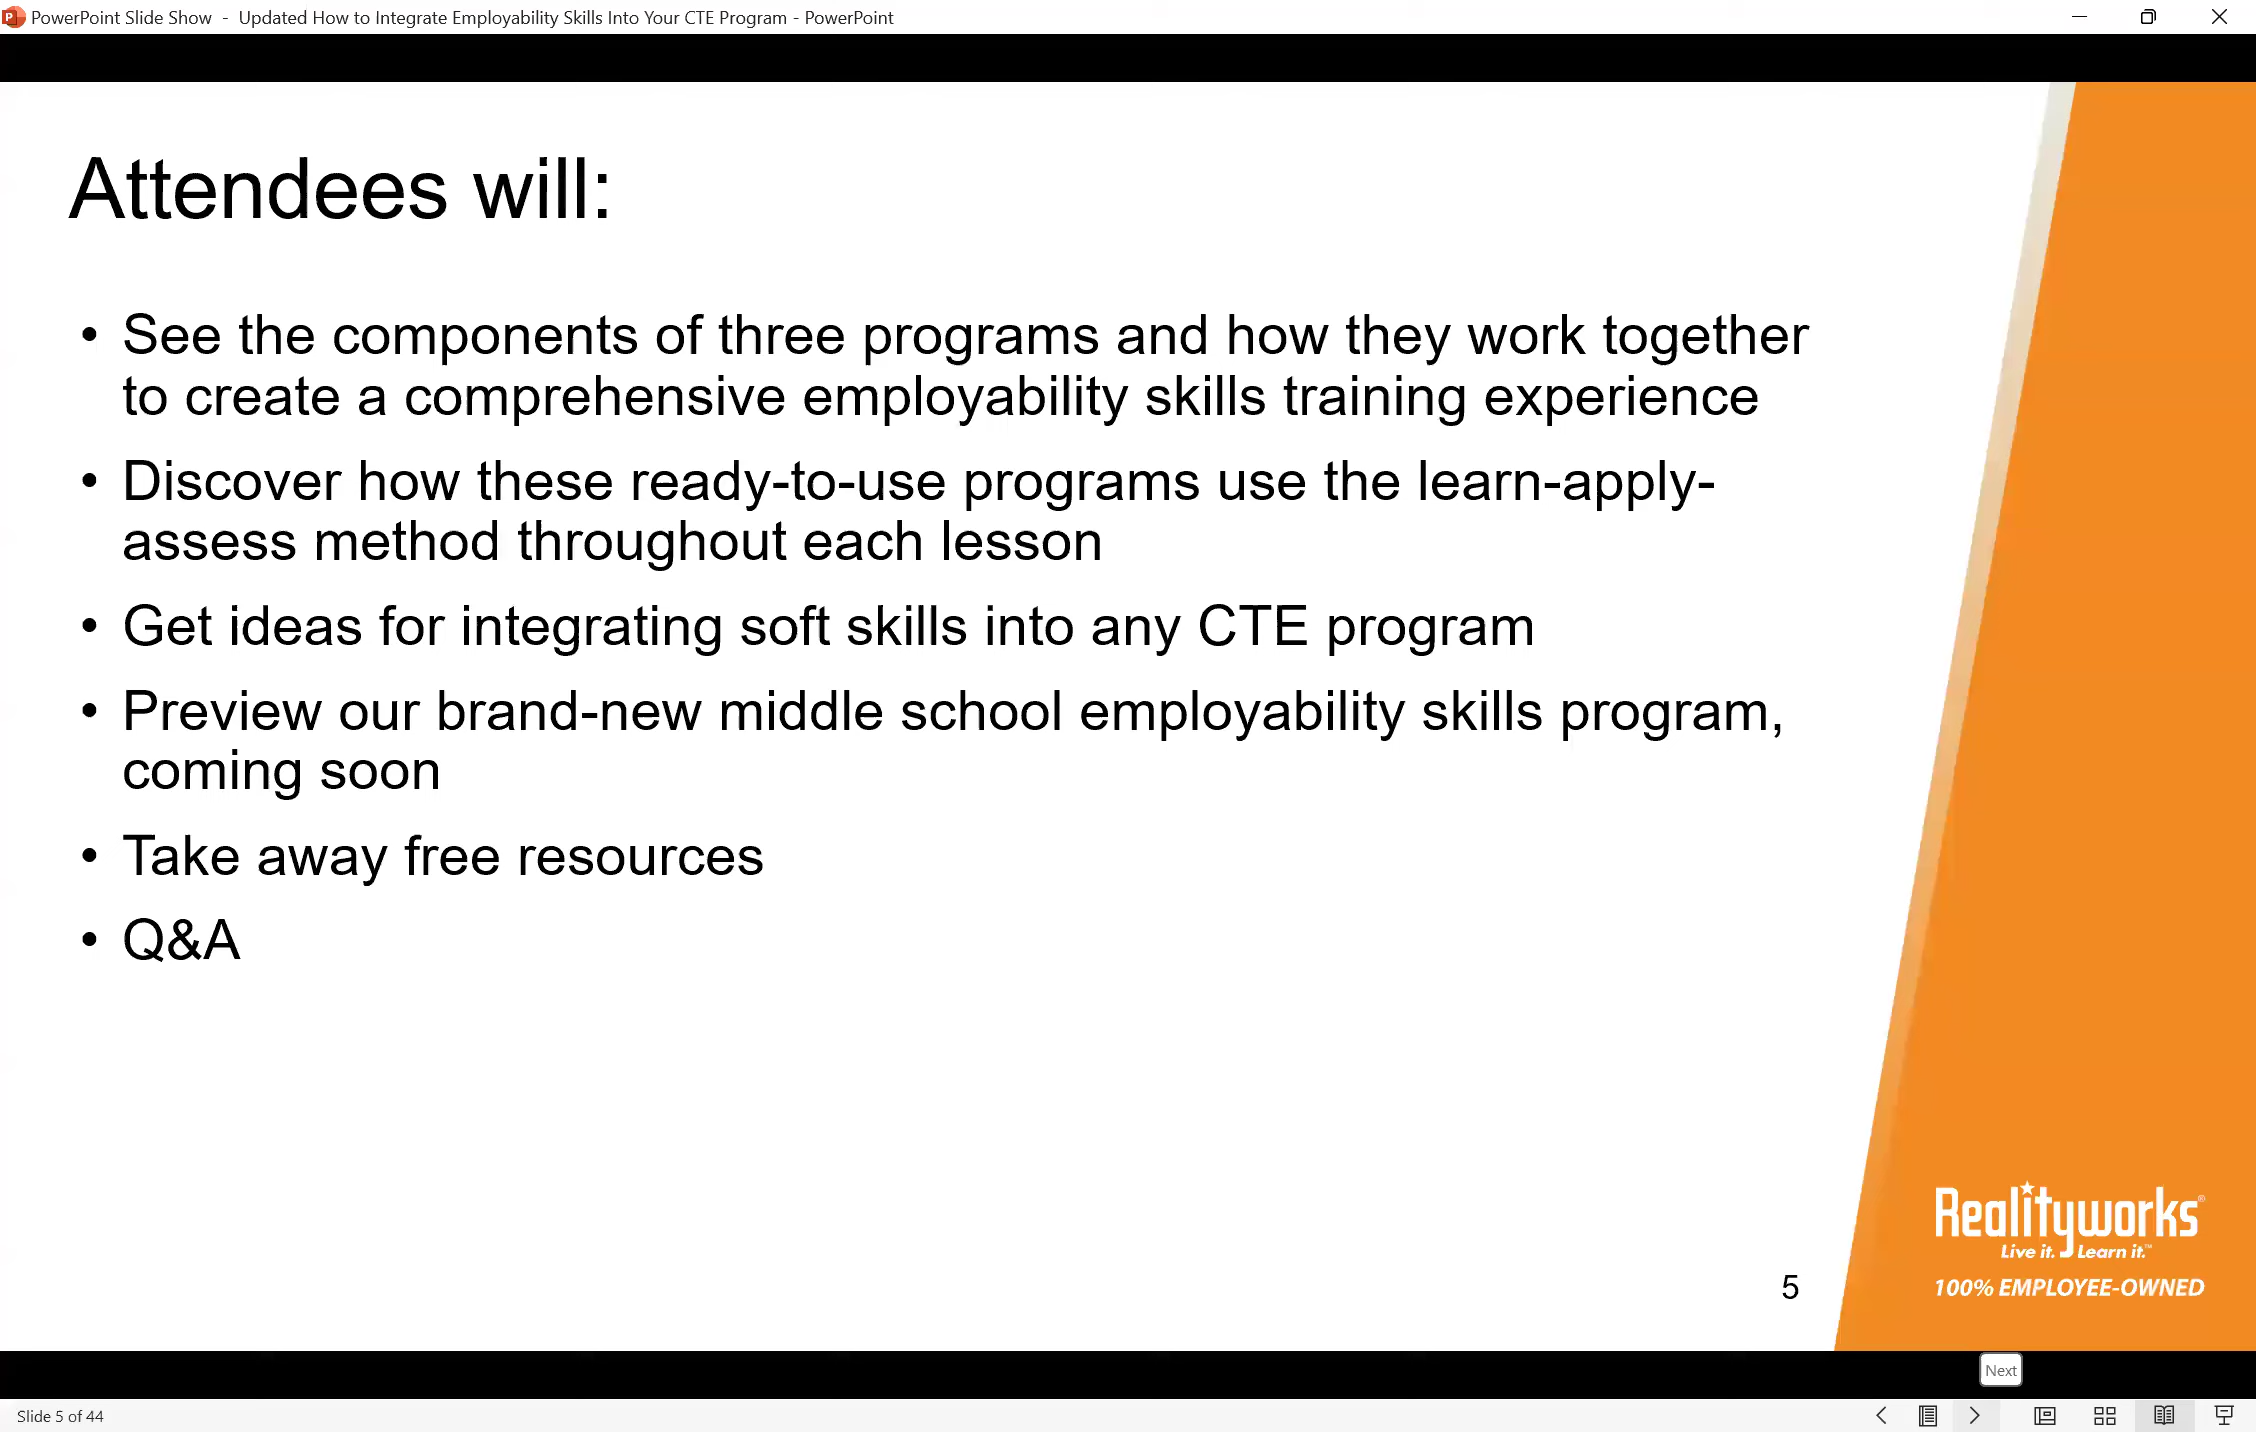 PowerPoint Slide Show - Updated How to Integrate Employability Skills Into Your CTE Program - PowerPoint
Attendees will:
• See the components of three programs and how they work together
to create a comprehensive employability skills training experience
• Discover how these ready-to-use programs use the learn-apply-
assess method throughout each lesson
• Get ideas for integrating soft skills into any CTE program
• Preview our brand-new middle school employability skills program,
coming soon
• Take away free resources
• Q&A
Realityworks®
Live it. Learn it.™
5
100% EMPLOYEE-OWNED
Next
Slide 5 of 44